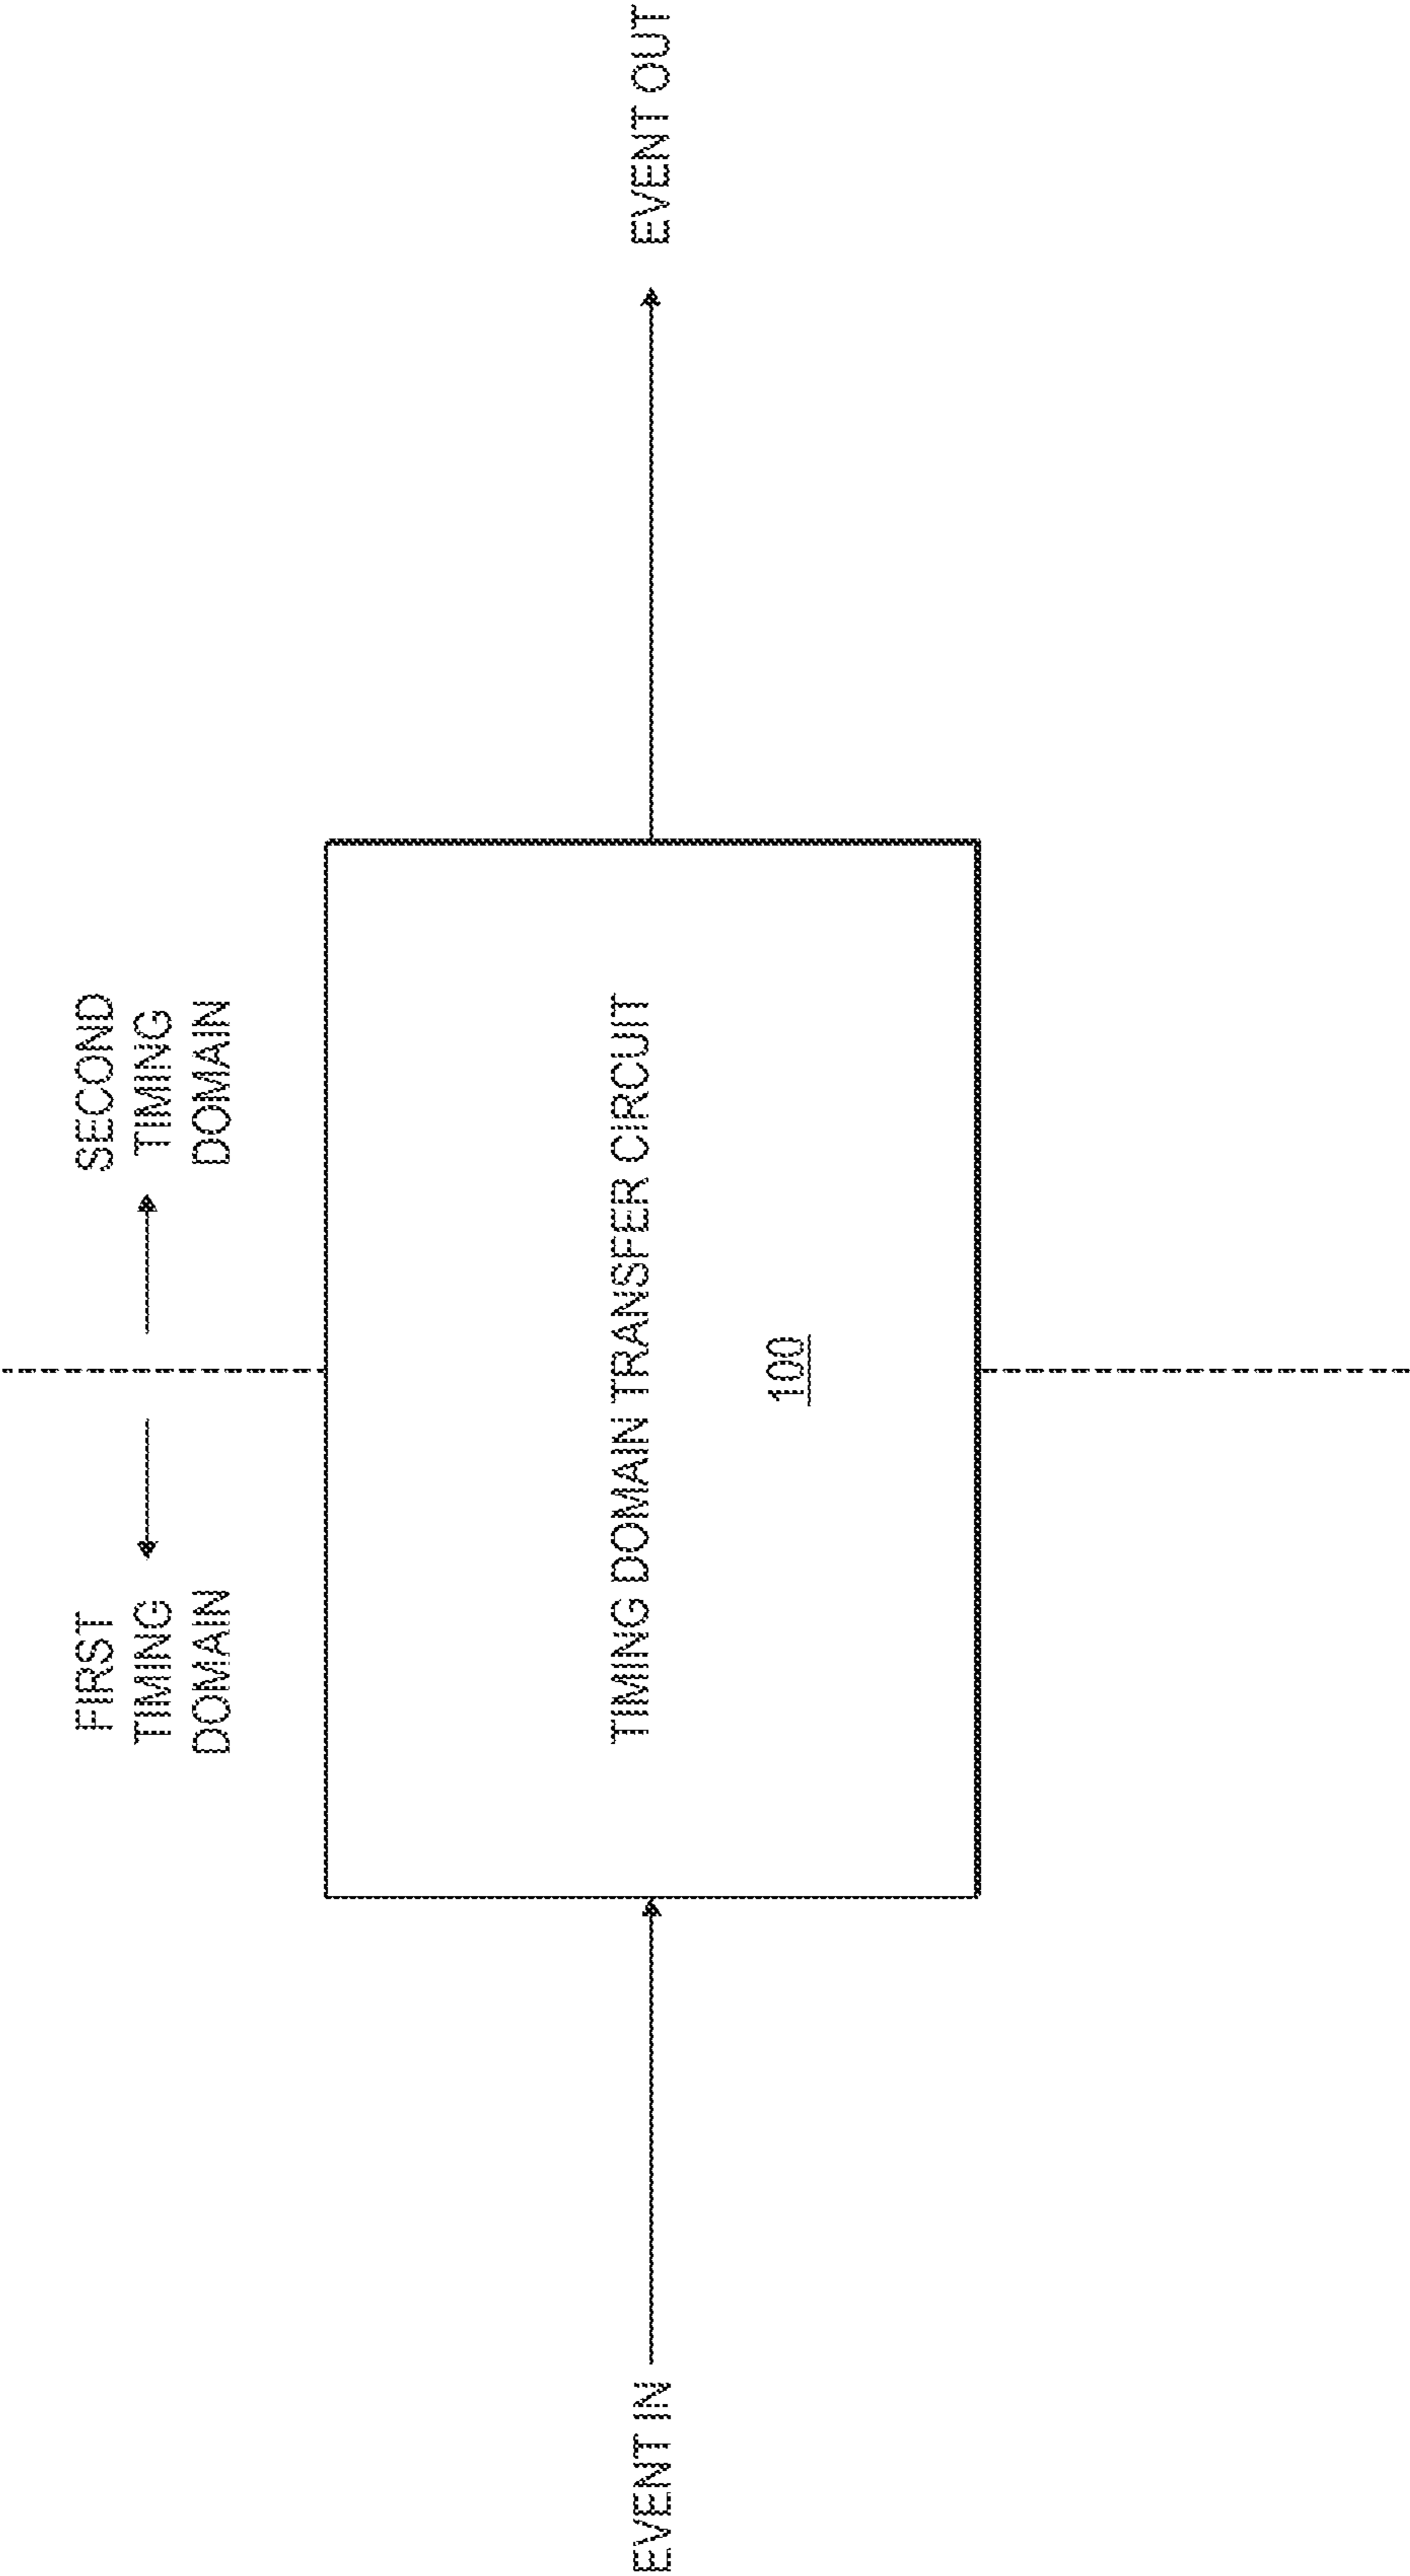 FIRST
TIMING
DOMAIN
SECOND
TIMING
DOMAIN
EVENT IN
TIMING DOMAIN TRANSFER CIRCUIT
100
EVENT OUT